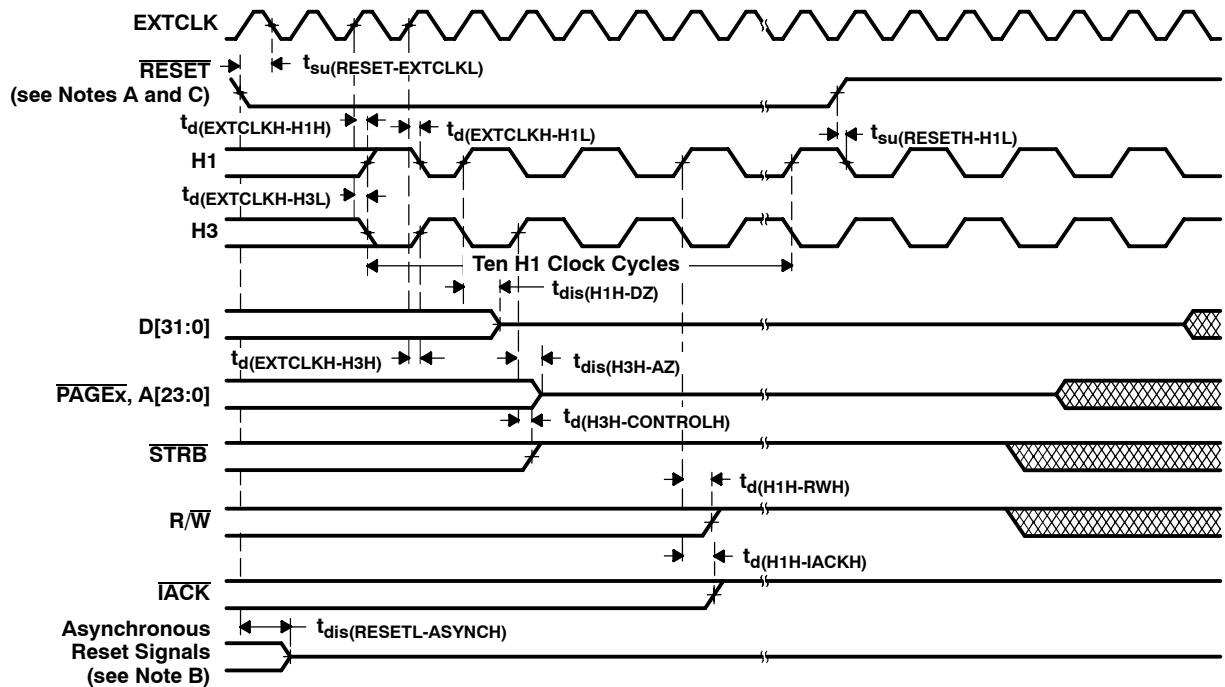 EXTCLK
tsu(RESET-EXTCLKL)
RESET
(see Notes A and C)
td(EXTCLKH-H1H)
td(EXTCLKH-H1L)
tsu(RESETH-H1L)
H1
td(EXTCLKH-H3L)
H3
Ten H1 Clock Cycles
tdis(H1H-DZ)
D[31:0]
td(EXTCLKH-H3H)
tdis(H3H-AZ)
PAGEx, A[23:0]
td(H3H-CONTROLH)
STRB
td(H1H-RWH)
R/W
td(H1H-IACKH)
IACK
Asynchronous
Reset Signals
(see Note B)
tdis(RESETL-ASYNCH)